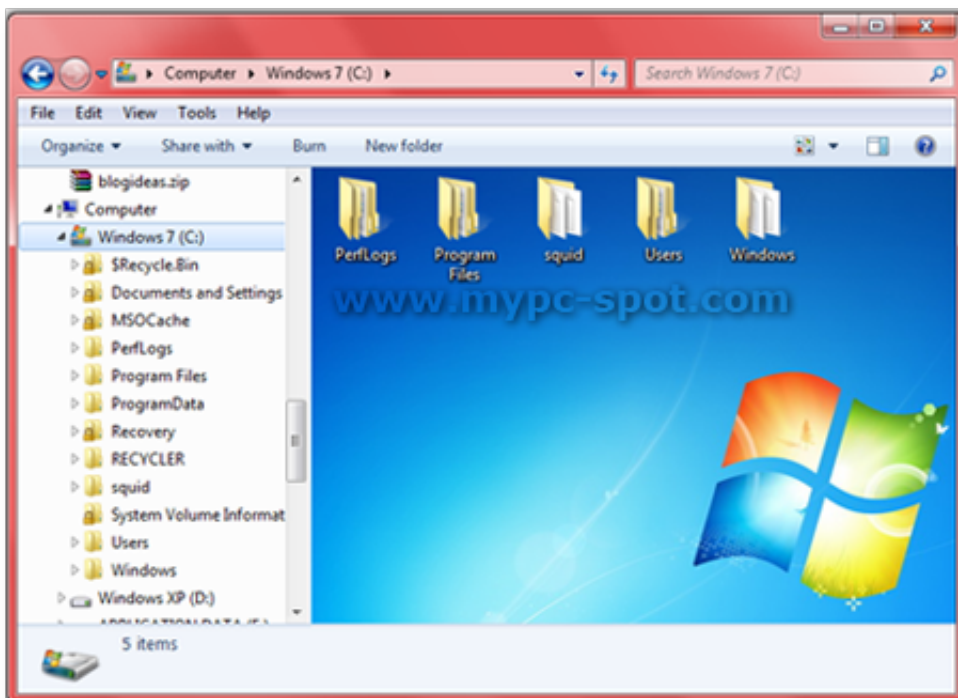 Computer Windows 7 (C:)
Search Windows 7 (C:)
File Edit View Tools Help
Organize Share with Burn New folder
blogideas.zip
Computer
Windows 7 (C:)
$Recycle.Bin
Documents and Settings
MSOCache
PerfLogs
Program Files
ProgramData
Recovery
RECYCLER
squid
System Volume Informat
Users
Windows
Windows XP (D:)
PerfLogs
Program
Files
squid
Users
Windows
www.mypc-spot.com
5 items